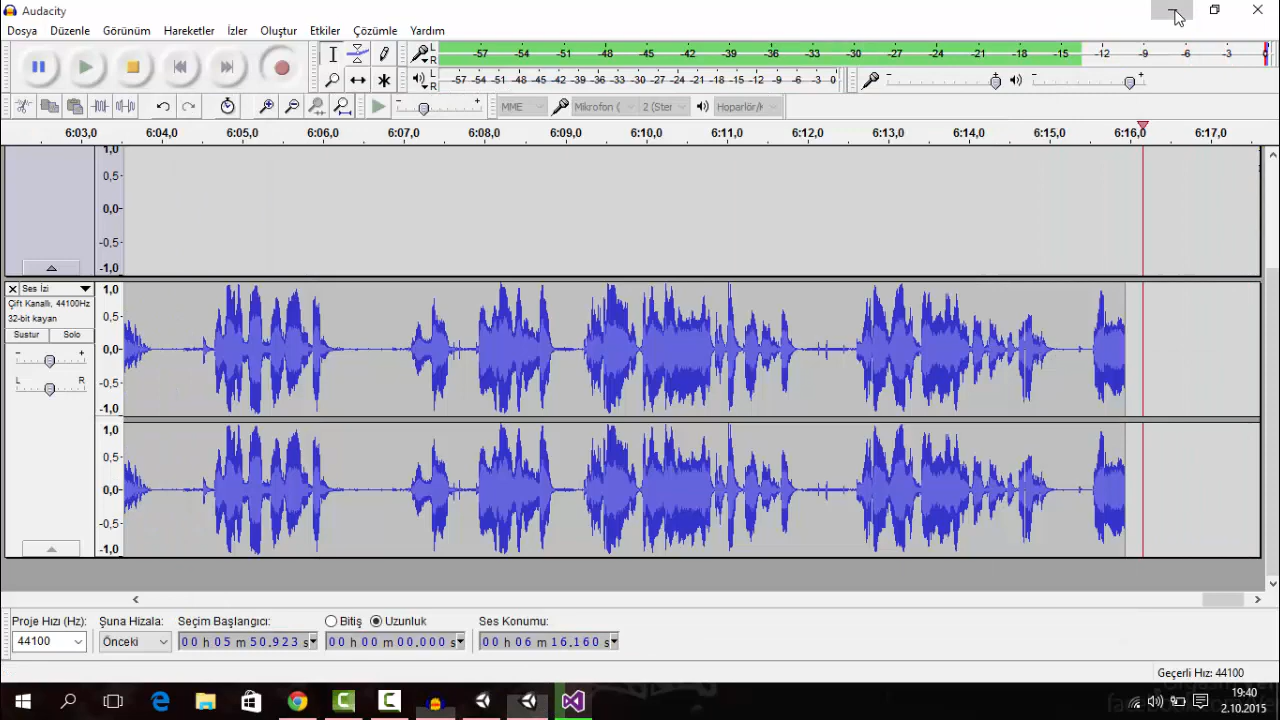 Audacity
Dosya Düzenle Görünüm Hareketler İzler Oluştur Etkiler Çözümle Yardım
L R -57 -54 -51 -48 -45 -42 -39 -36 -33 -30 -27 -24 -21 -18 -15 -12 -9 -6 -3 0
L R -57 -54 -51 -48 -45 -42 -39 -36 -33 -30 -27 -24 -21 -18 -15 -12 -9 -6 -3 0 - + - +
- + MME Mikrofon ( 2 (Ster Hoparlör/
6:03,0 6:04,0 6:05,0 6:06,0 6:07,0 6:08,0 6:09,0 6:10,0 6:11,0 6:12,0 6:13,0 6:14,0 6:15,0 6:16,0 6:17,0
1,0
0,5-
0,0-
-0,5-
-1,0
Ses İzi
Çift Kanallı, 44100Hz
32-bit kayan
Sustur Solo
- +
L R
1,0
0,5-
0,0-
-0,5-
-1,0
1,0
0,5-
0,0-
-0,5-
-1,0
Proje Hızı (Hz): Şuna Hizala: Seçim Başlangıcı: Bitiş Uzunluk Ses Konumu:
44100 Önceki 00 h 05 m 50.923 s 00 h 00 m 00.000 s 00 h 06 m 16.160 s
Geçerli Hız: 44100
19:40
2.10.2015